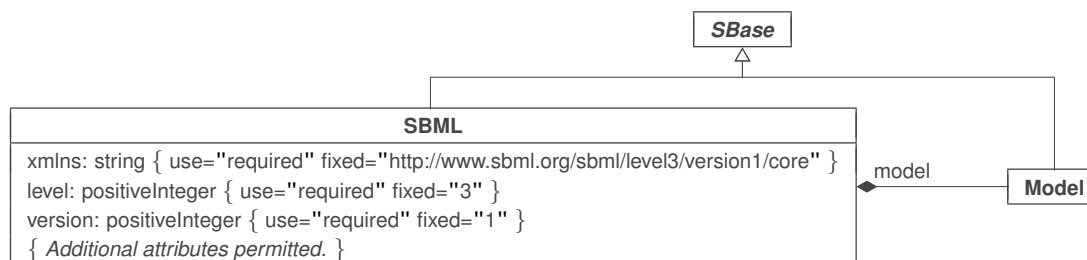 SBase
SBML
xmlns: string { use="required" fixed="http://www.sbml.org/sbml/level3/version1/core" }
level: positiveInteger { use="required" fixed="3" }
version: positiveInteger { use="required" fixed="1" }
{ Additional attributes permitted. }
model
Model